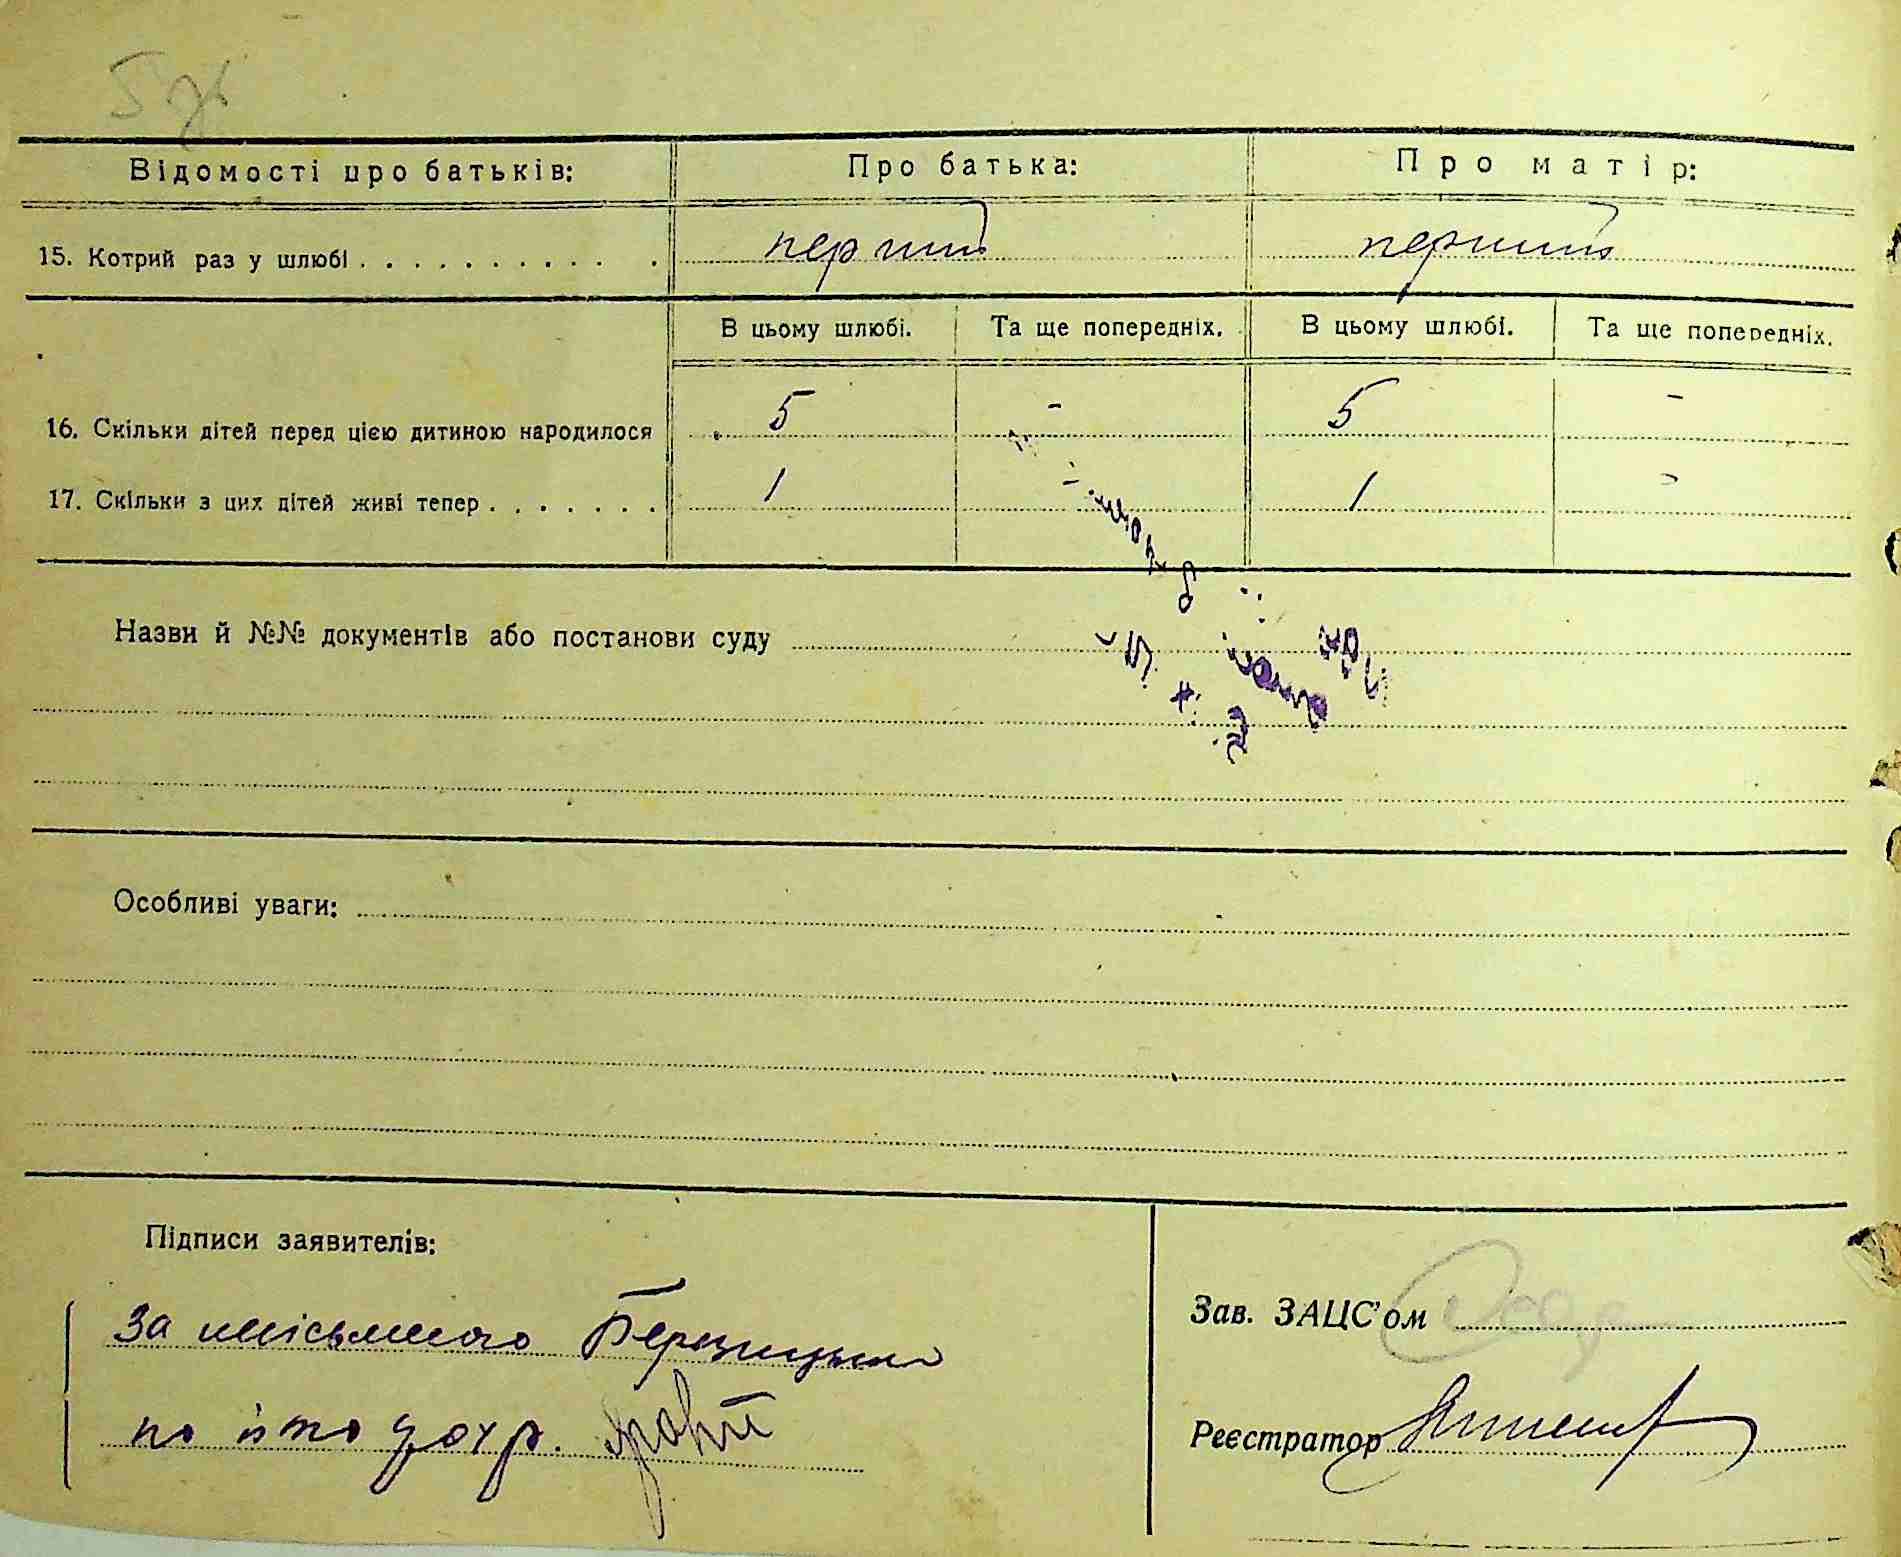 Відомості про батьків: Про батька: Про матір:
15. Котрий раз у шлюбі . . . . . . . . . . . . перший перший
В цьому шлюбі. Та ще попередніх. В цьому шлюбі. Та ще попередніх.
16. Скільки дітей перед цією дитиною народилося 5 - 5 -
17. Скільки з цих дітей живі тепер . . . . . . . 1 - 1 -
Назви й №№ документів або постанови суду
Особливі уваги:
Підписи заявителів:
За
по його
Зав. ЗАЦС'ом
Реєстратор